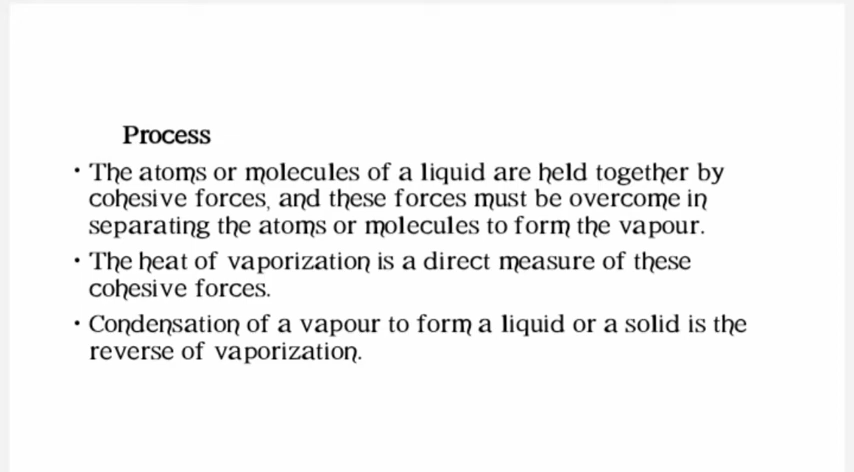 Process
• The atoms or molecules of a liquid are held together by
cohesive forces, and these forces must be overcome in
separating the atoms or molecules to form the vapour.
• The heat of vaporization is a direct measure of these
cohesive forces.
• Condensation of a vapour to form a liquid or a solid is the
reverse of vaporization.